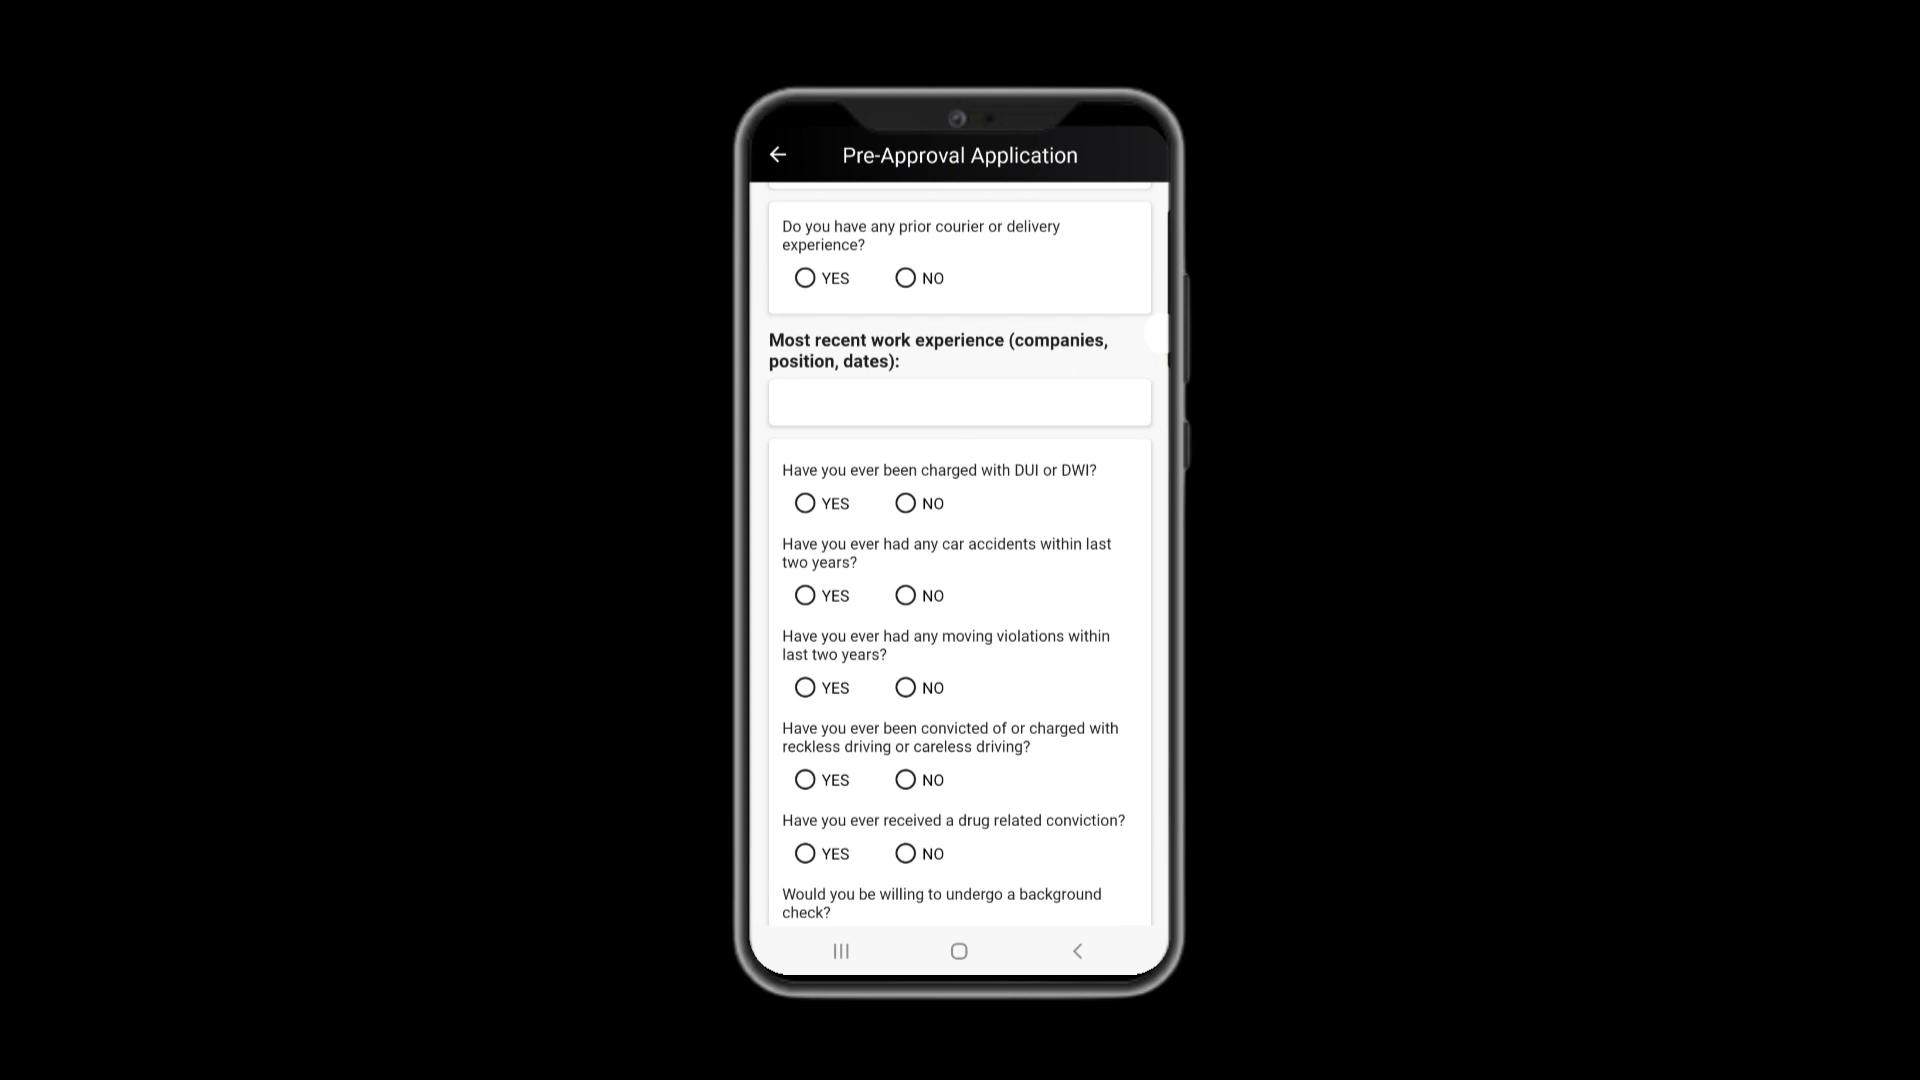 Pre-Approval Application
Do you have any prior courier or delivery
experience?
YES NO
Most recent work experience (companies,
position, dates):
Have you ever been charged with DUI or DWI?
YES NO
Have you ever had any car accidents within last
two years?
YES NO
Have you ever had any moving violations within
last two years?
YES NO
Have you ever been convicted of or charged with
reckless driving or careless driving?
YES NO
Have you ever received a drug related conviction?
YES NO
Would you be willing to undergo a background
check?